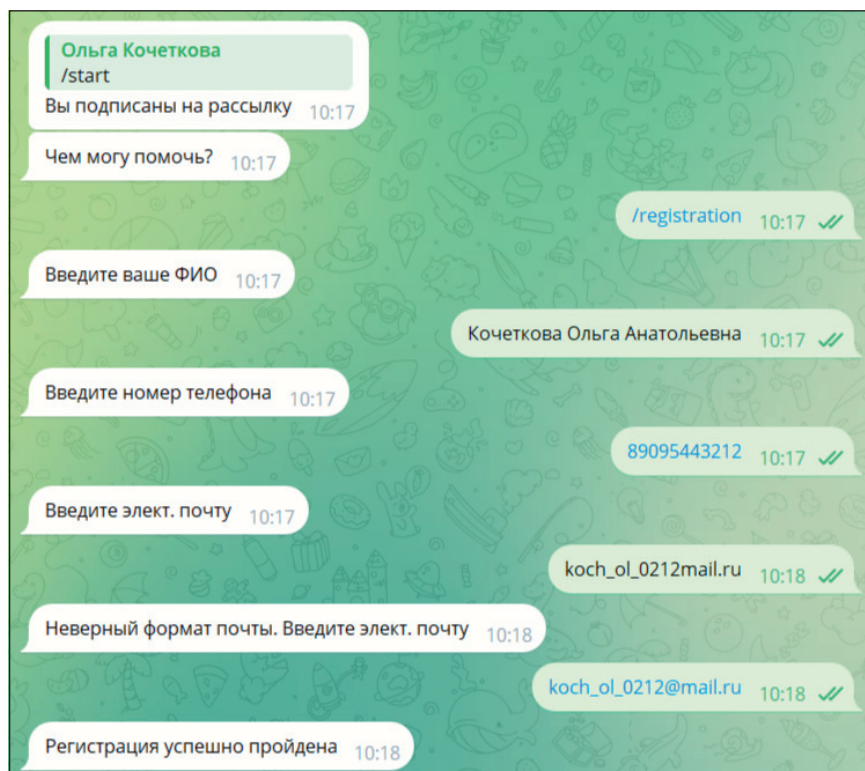 Ольга Кочеткова
/start
Вы подписаны на рассылку 10:17
Чем могу помочь? 10:17
/registration 10:17
Введите ваше ФИО 10:17
Кочеткова Ольга Анатольевна 10:17
Введите номер телефона 10:17
89095443212 10:17
Введите элект. почту 10:17
koch_ol_0212mail.ru 10:18
Неверный формат почты. Введите элект. почту 10:18
koch_ol_0212@mail.ru 10:18
Регистрация успешно пройдена 10:18